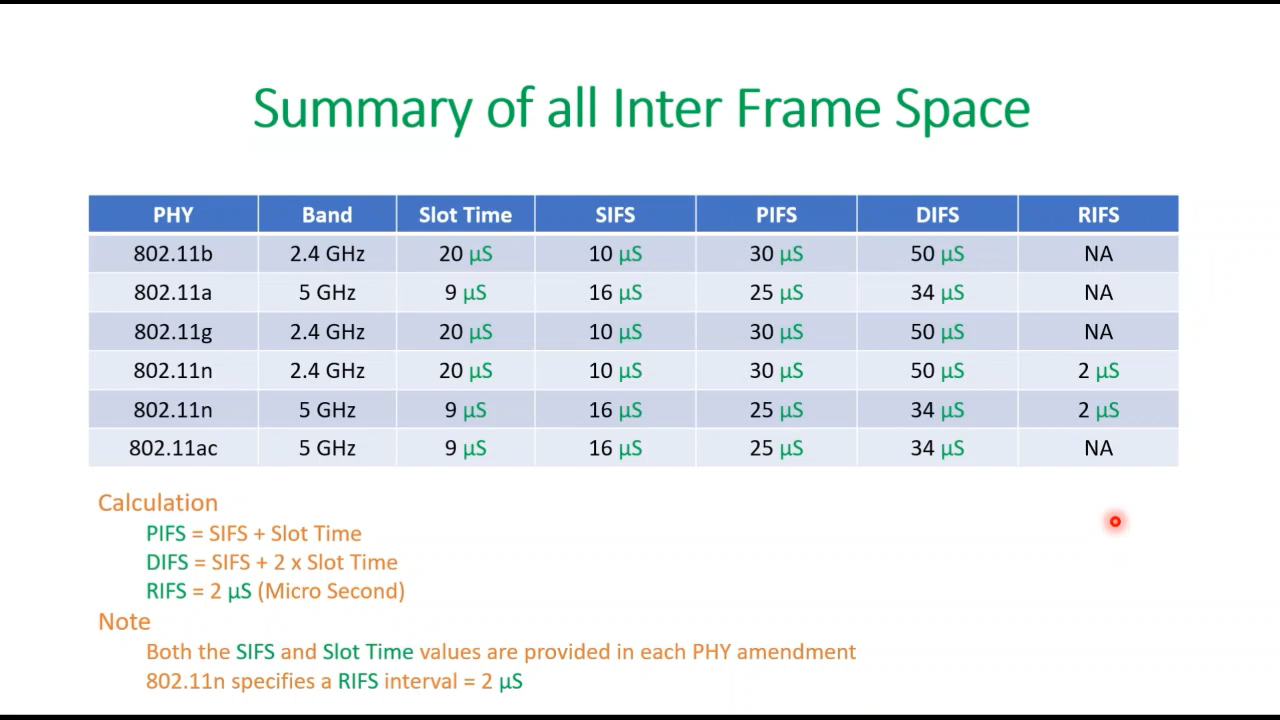 Summary of all Inter Frame Space
PHY Band Slot Time SIFS PIFS DIFS RIFS
802.11b 2.4 GHz 20 µS 10 µS 30 µS 50 µS NA
802.11a 5 GHz 9 µS 16 µS 25 µS 34 µS NA
802.11g 2.4 GHz 20 µS 10 µS 30 µS 50 µS NA
802.11n 2.4 GHz 20 µS 10 µS 30 µS 50 µS 2 µS
802.11n 5 GHz 9 µS 16 µS 25 µS 34 µS 2 µS
802.11ac 5 GHz 9 µS 16 µS 25 µS 34 µS NA
Calculation
PIFS = SIFS + Slot Time
DIFS = SIFS + 2 x Slot Time
RIFS = 2 µS (Micro Second)
Note
Both the SIFS and Slot Time values are provided in each PHY amendment
802.11n specifies a RIFS interval = 2 µS